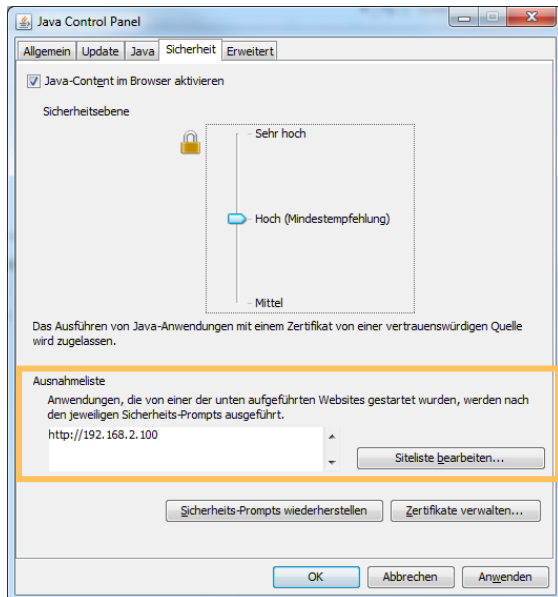 Java Control Panel
Allgemein Update Java Sicherheit Erweitert
Java-Content im Browser aktivieren
Sicherheitsebene
Sehr hoch
Hoch (Mindestempfehlung)
Mittel
Das Ausführen von Java-Anwendungen mit einem Zertifikat von einer vertrauenswürdigen Quelle
wird zugelassen.
Ausnahmeliste
Anwendungen, die von einer der unten aufgeführten Websites gestartet wurden, werden nach
den jeweiligen Sicherheits-Prompts ausgeführt.
http://192.168.2.100
Siteliste bearbeiten...
Sicherheits-Prompts wiederherstellen Zertifikate verwalten...
OK Abbrechen Anwenden